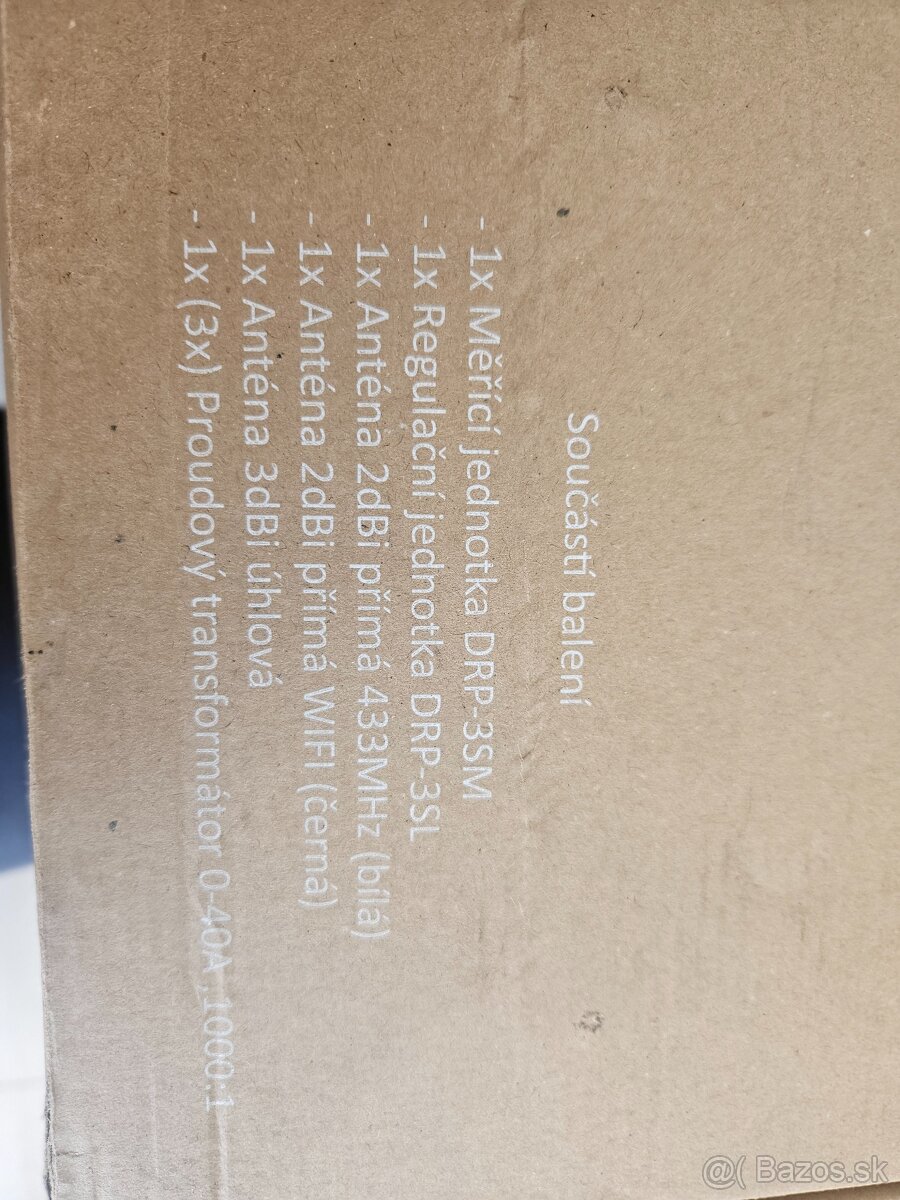 Součástí balení
- 1x Měřící jednotka DRP-3SM
- 1x Regulační jednotka DRP-3SL
- 1x Anténa 2dBi přímá 433MHz (bílá)
- 1x Anténa 2dBi přímá WIFI (černá)
- 1x Anténa 3dBi úhlová
- 1x (3x) Proudový transformátor 0-40A ,1000:1
@( Bazos.sk